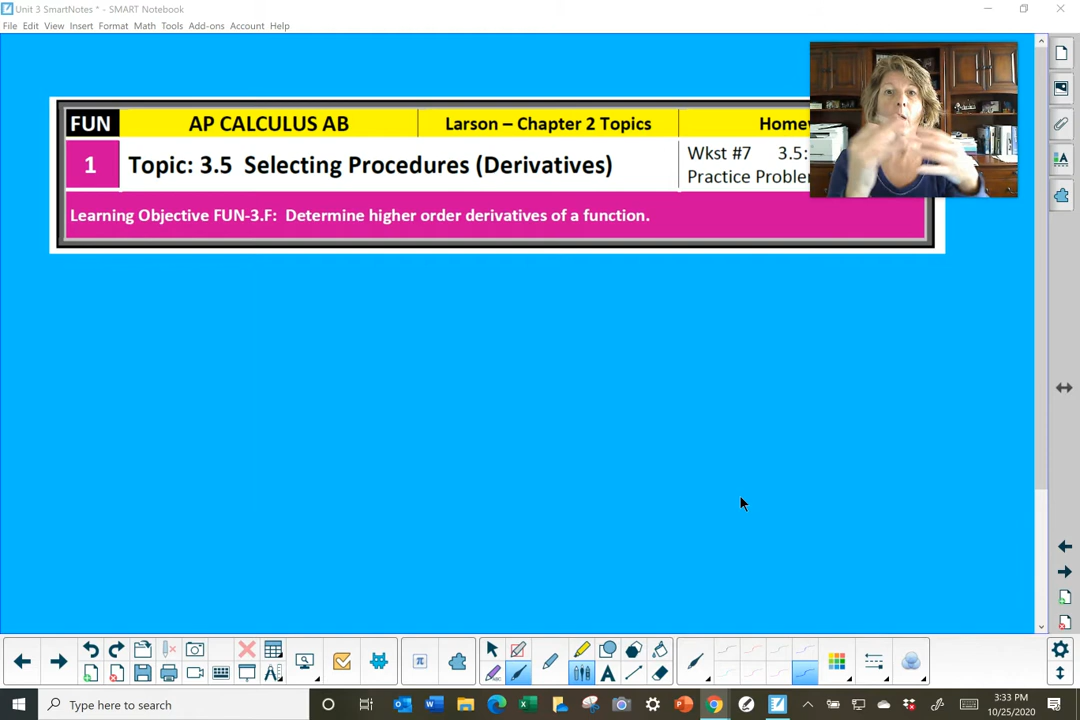 Unit 3 SmartNotes * - SMART Notebook
File Edit View Insert Format Math Tools Add-ons Account Help
FUN AP CALCULUS AB Larson – Chapter 2 Topics
1 Topic: 3.5 Selecting Procedures (Derivatives) Wkst #7 3.5:
Practice
Learning Objective FUN-3.F: Determine higher order derivatives of a function.
Type here to search
3:33 PM
10/25/2020